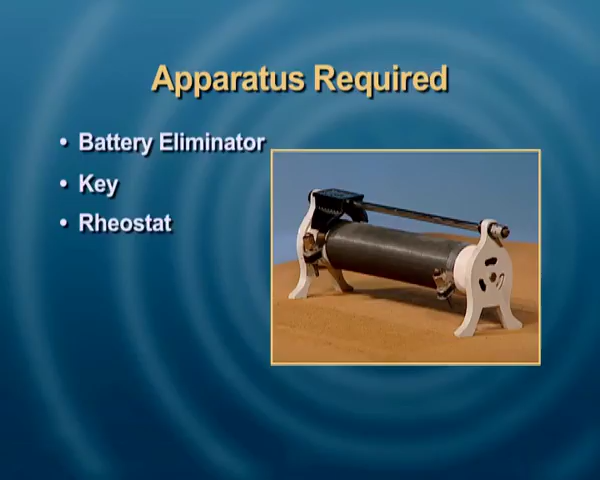 Apparatus Required
• Battery Eliminator
• Key
• Rheostat